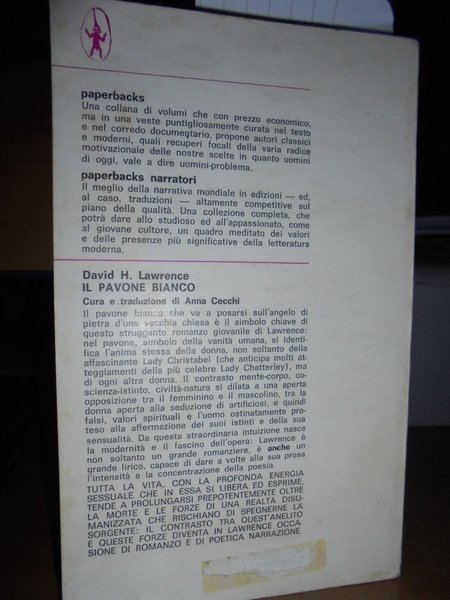 paperbacks
Una collana di volumi che con prezzo economico,
ma in una veste puntigliosamente curata nel testo
e nel corredo documentario, propone autori classici
e moderni, quali recuperi focali della varia radice
motivazionale delle nostre scelte in quanto uomini
di oggi, vale a dire uomini-problema.
paperbacks narratori
Il meglio della narrativa mondiale in edizioni — ed,
al caso, traduzioni — altamente competitive sul
piano della qualità. Una collezione completa, che
potrà dare allo studioso ed all'appassionato, come
al giovane cultore, un quadro meditato dei valori
e delle presenze più significative della letteratura
moderna.
David H. Lawrence
IL PAVONE BIANCO
Cura e traduzione di Anna Cecchi
Il pavone bianco che va a posarsi sull'angelo di
pietra d'una vecchia chiesa è il simbolo chiave di
questo struggente romanzo giovanile di Lawrence:
nel pavone, simbolo della vanità umana, si identi-
fica l'anima stessa della donna, non soltanto della
affascinante Lady Christabel (che anticipa molti at-
teggiamenti della più celebre Lady Chatterley), ma
di ogni altra donna. Il contrasto mente-corpo, co-
scienza-istinto, civiltà-natura si dilata a una aperta
opposizione tra il femminino e il mascolino, tra la
donna aperta alla seduzione di artificiosi, e quindi
falsi, valori spirituali e l'uomo ostinatamente pro-
teso alla affermazione dei suoi istinti e della sua
sensualità. Da questa straordinaria intuizione nasce
la modernità e il fascino dell'opera: Lawrence è
non soltanto un grande romanziere, è anche un
grande lirico, capace di dare a volte alla sua prosa
l'intensità e la concentrazione della poesia.
TUTTA LA VITA, CON LA PROFONDA ENERGIA
SESSUALE CHE IN ESSA SI LIBERA ED ESPRIME,
TENDE A PROLUNGARSI PREPOTENTEMENTE OLTRE
LA MORTE E LE FORZE DI UNA REALTÀ DISU-
MANIZZATA CHE RISCHIANO DI SPEGNERNE LA
SORGENTE: IL CONTRASTO TRA QUEST'ANELITO
E QUESTE FORZE DIVENTA IN LAWRENCE OCCA-
SIONE DI ROMANZO E DI POETICA NARRAZIONE